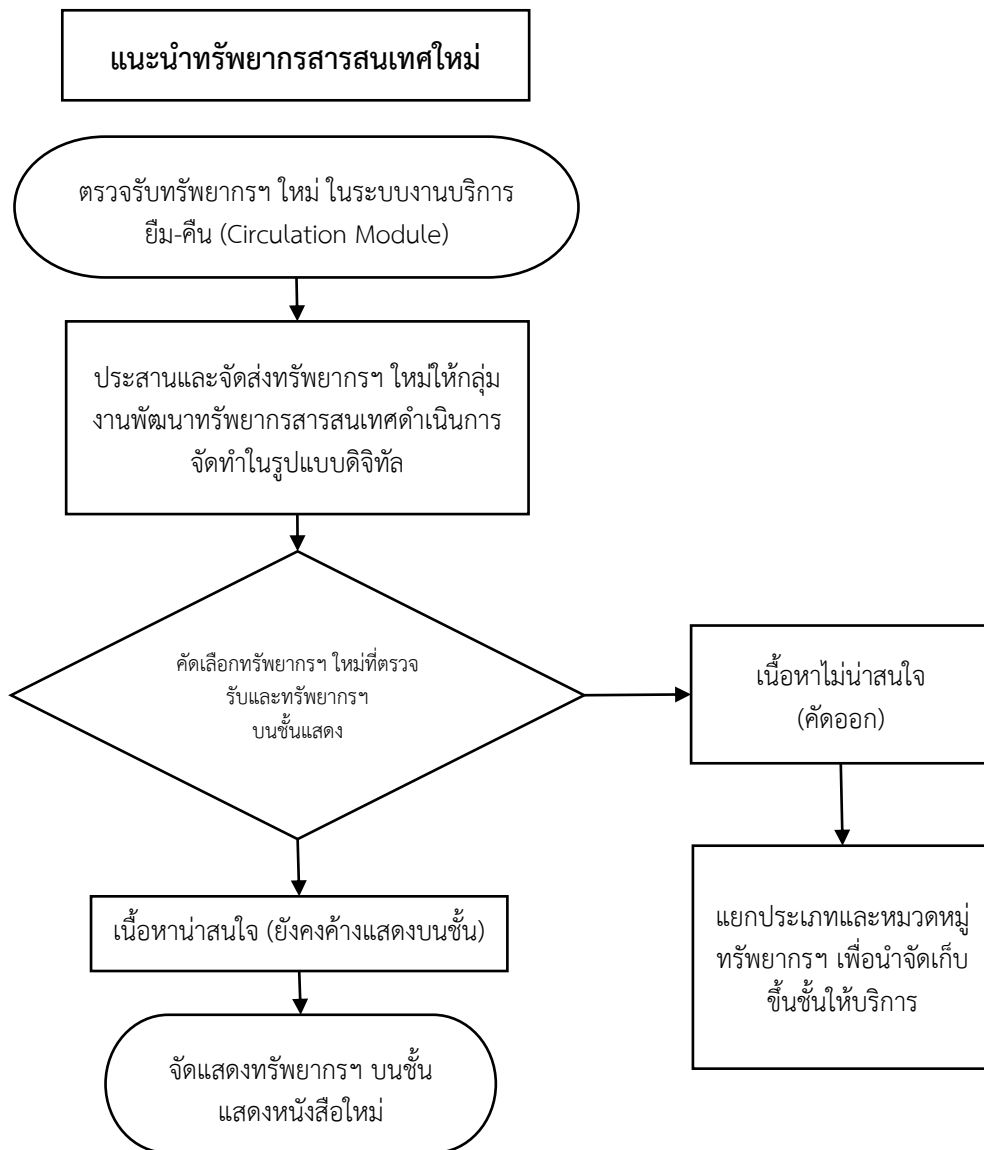 แนะนำทรัพยากรสารสนเทศใหม่
ตรวจรับทรัพยากรฯ ใหม่ ในระบบงานบริการ
ยืม-คืน (Circulation Module)
ประสานและจัดส่งทรัพยากรฯ ใหม่ให้กลุ่ม
งานพัฒนาทรัพยากรสารสนเทศดำเนินการ
จัดทำในรูปแบบดิจิทัล
คัดเลือกทรัพยากรฯ ใหม่ที่ตรวจ
รับและทรัพยากรฯ
บนชั้นแสดง
เนื้อหาไม่น่าสนใจ
(คัดออก)
เนื้อหาน่าสนใจ (ยังคงค้างแสดงบนชั้น)
แยกประเภทและหมวดหมู่
ทรัพยากรฯ เพื่อนำจัดเก็บ
ขึ้นชั้นให้บริการ
จัดแสดงทรัพยากรฯ บนชั้น
แสดงหนังสือใหม่